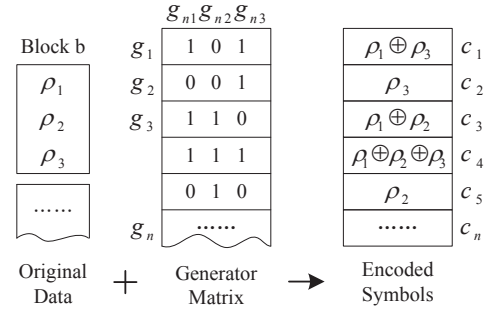 g_{n1} g_{n2} g_{n3}
Block b
ρ_1
ρ_2
ρ_3
......
g_1 1 0 1
g_2 0 0 1
g_3 1 1 0
1 1 1
0 1 0
g_n ......
ρ_1 ⊕ ρ_3 c_1
ρ_3 c_2
ρ_1 ⊕ ρ_2 c_3
ρ_1 ⊕ ρ_2 ⊕ ρ_3 c_4
ρ_2 c_5
...... c_n
Original
Data
+
Generator
Matrix
→
Encoded
Symbols